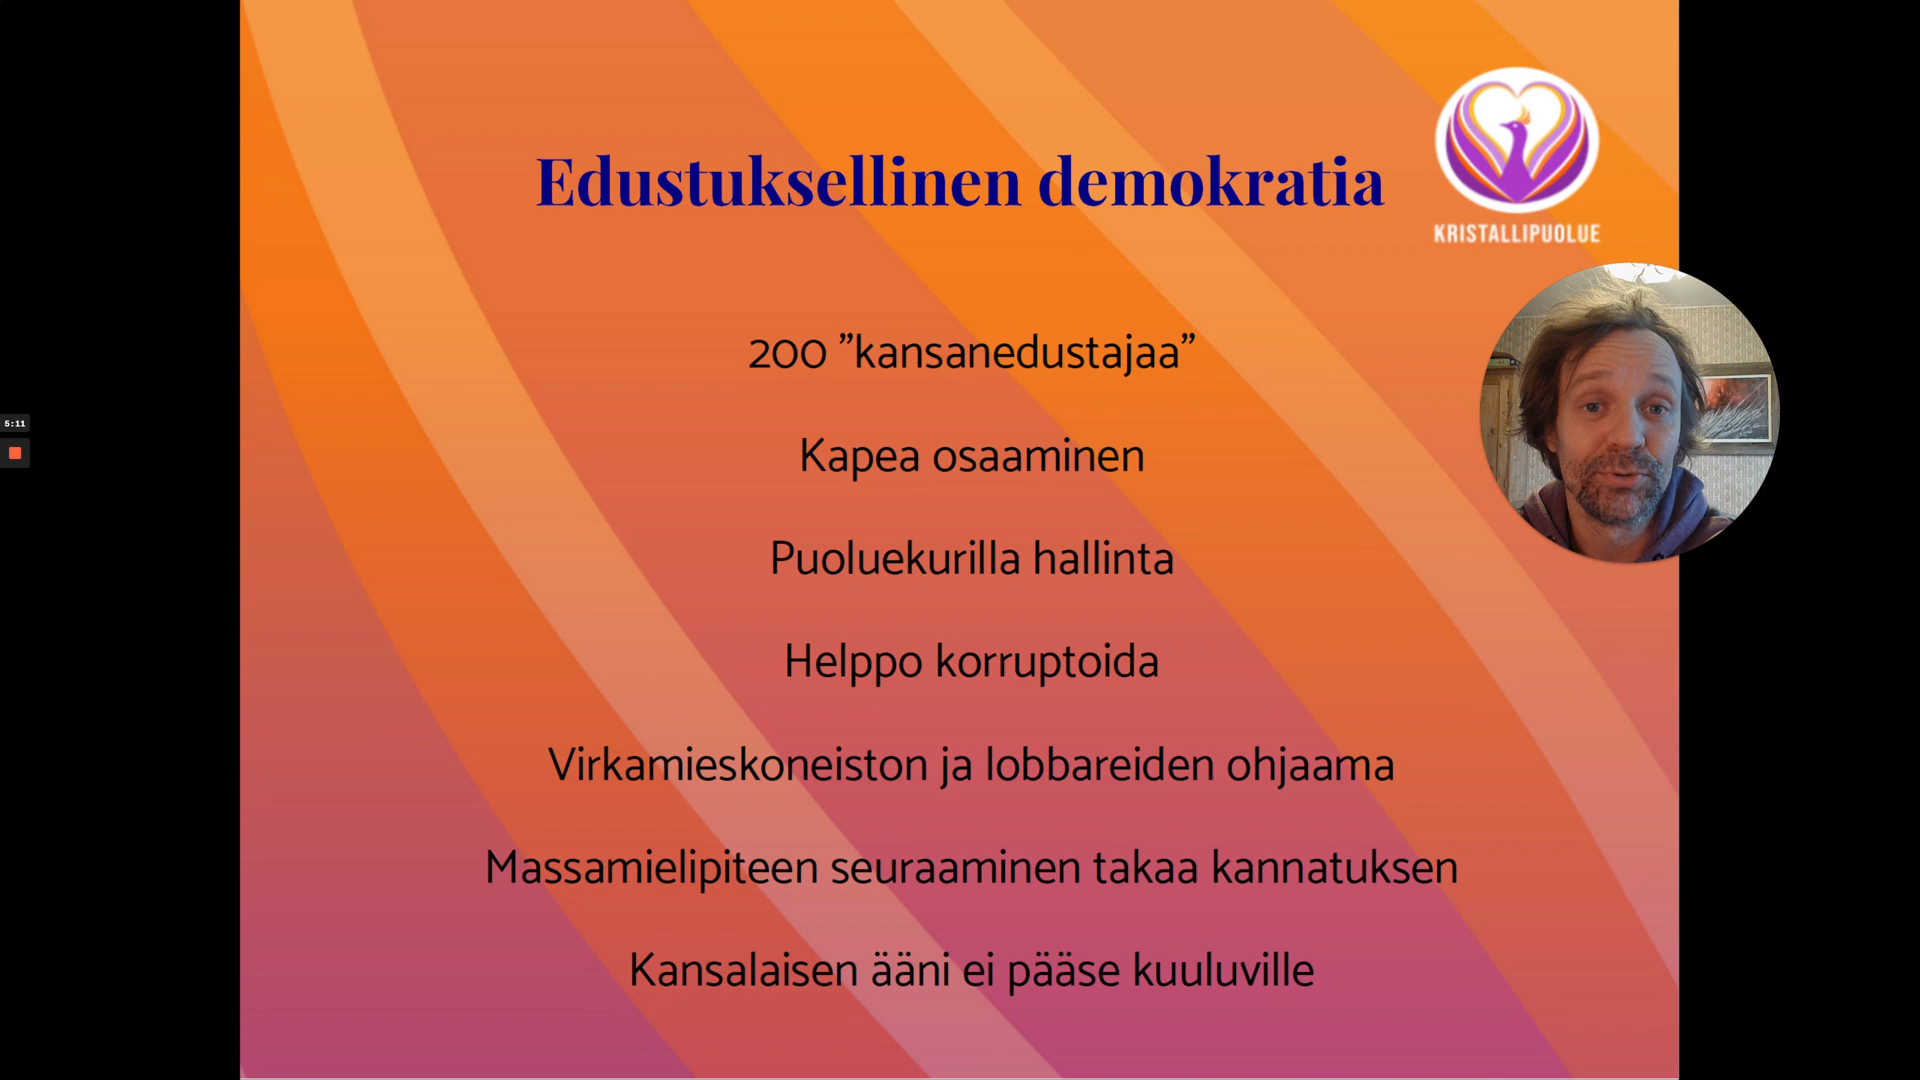 Edustuksellinen demokratia
KRISTALLIPUOLUE
200 ”kansanedustajaa”
Kapea osaaminen
5:11
Puoluekurilla hallinta
Helppo korruptoida
Virkamieskoneiston ja lobbareiden ohjaama
Massamielipiteen seuraaminen takaa kannatuksen
Kansalaisen ääni ei pääse kuuluville